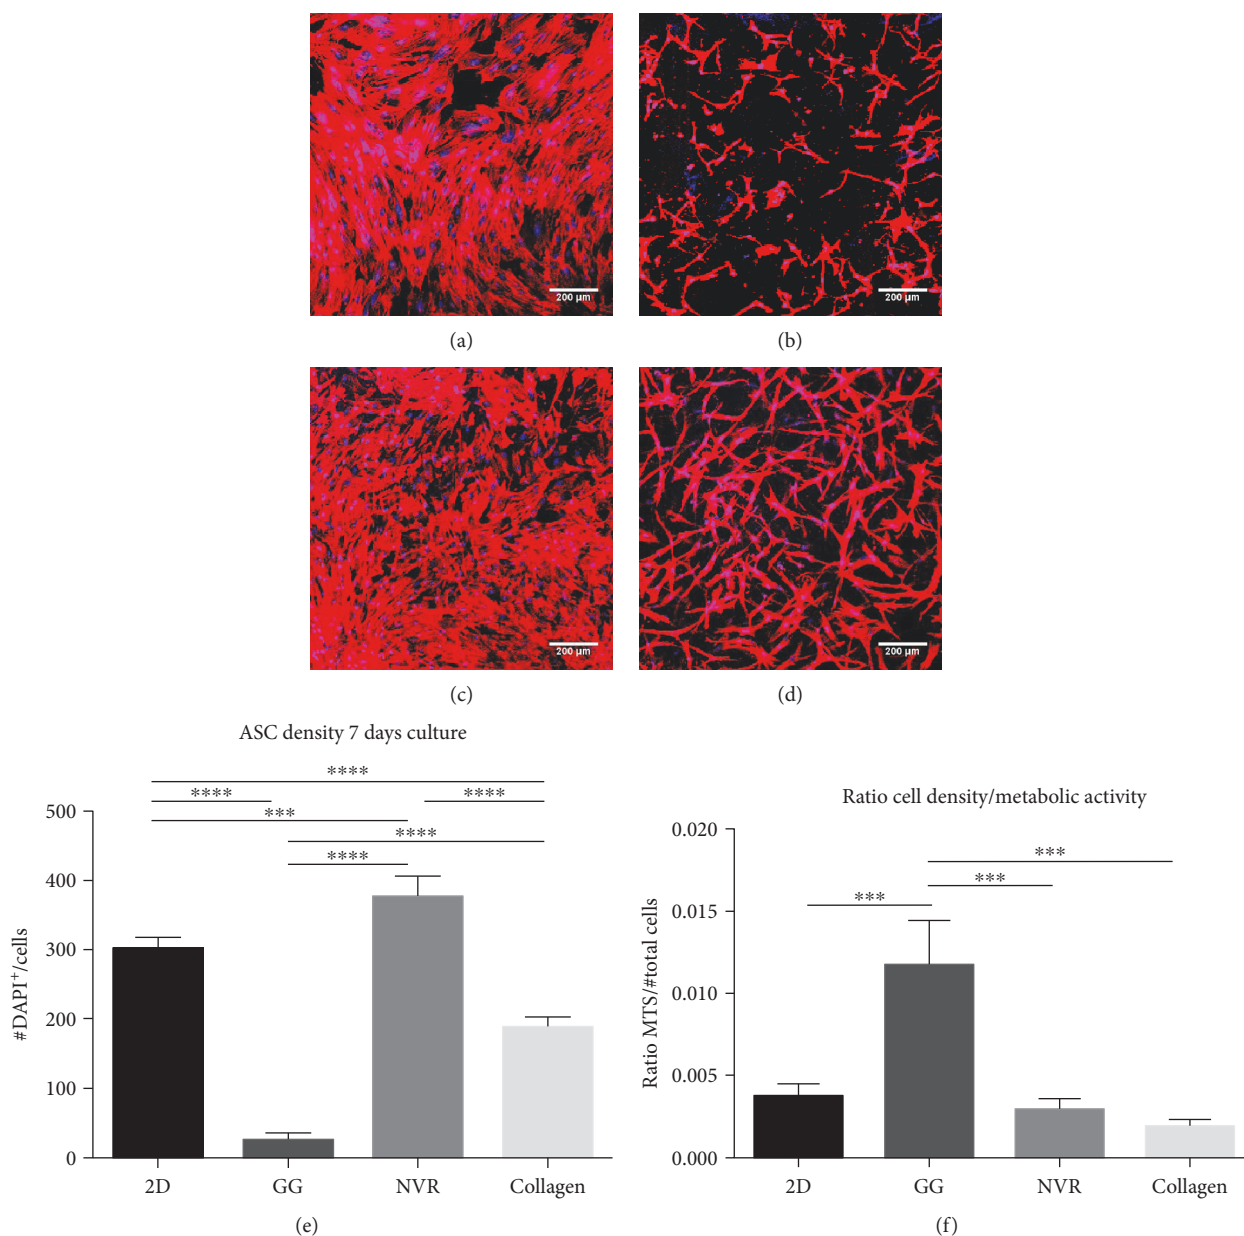 200 µm
200 µm
(a)
(b)
200 µm
200 µm
(c)
(d)
ASC density 7 days culture
****
****
****
***
****
****
500
400
300
200
100
0
#DAPI⁺/cells
2D
GG
NVR
Collagen
(e)
Ratio cell density/metabolic activity
***
***
***
0.020
0.015
0.010
0.005
0.000
Ratio MTS/#total cells
2D
GG
NVR
Collagen
(f)